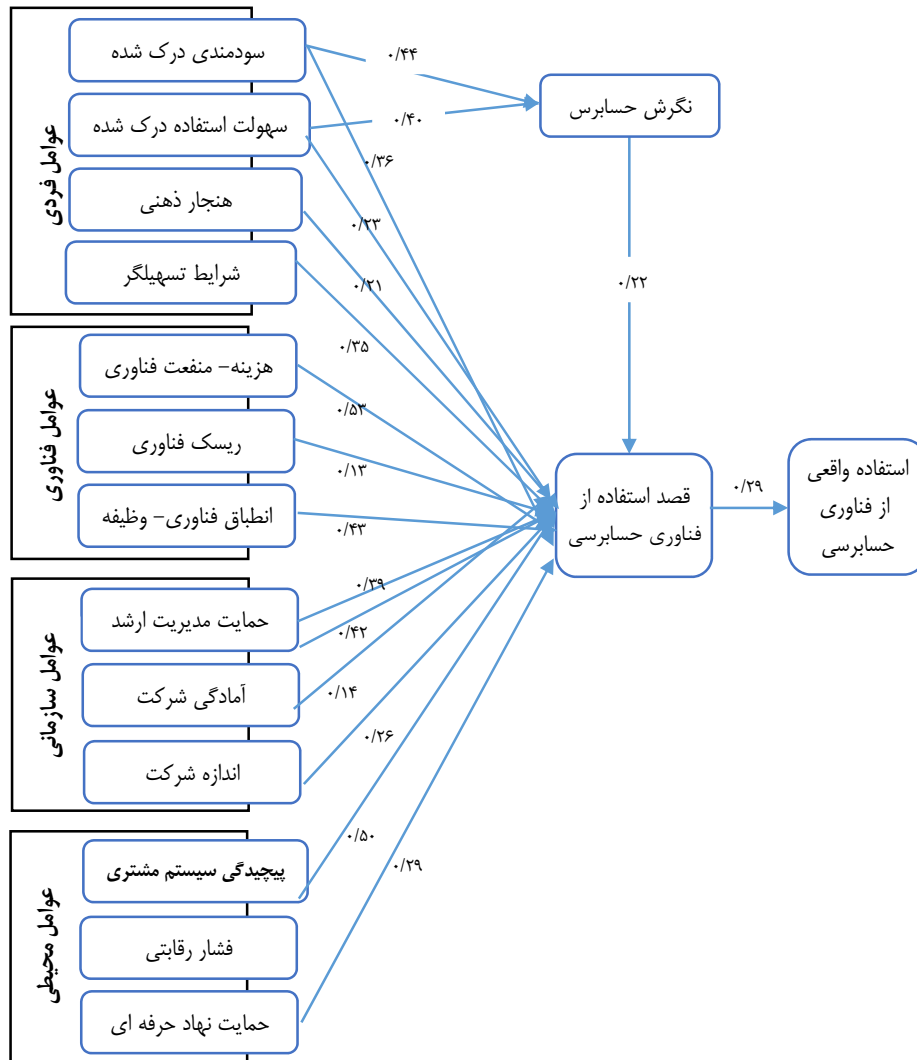 سودمندی درک شده
سهولت استفاده درک شده
هنجار ذهنی
شرایط تسهیلگر
عوامل فردی
هزینه- منفعت فناوری
ریسک فناوری
انطباق فناوری- وظیفه
عوامل فناوری
حمایت مدیریت ارشد
آمادگی شرکت
اندازه شرکت
عوامل سازمانی
پیچیدگی سیستم مشتری
فشار رقابتی
حمایت نهاد حرفه ای
عوامل محیطی
۰/۴۴
۰/۴۰
۰/۳۶
۰/۲۳
۰/۲۱
۰/۳۵
۰/۵۳
۰/۱۳
۰/۴۳
۰/۳۹
۰/۴۲
۰/۱۴
۰/۲۶
۰/۵۰
۰/۲۹
نگرش حسابرس
۰/۲۲
قصد استفاده از
فناوری حسابرسی
۰/۲۹
استفاده واقعی
از فناوری
حسابرسی